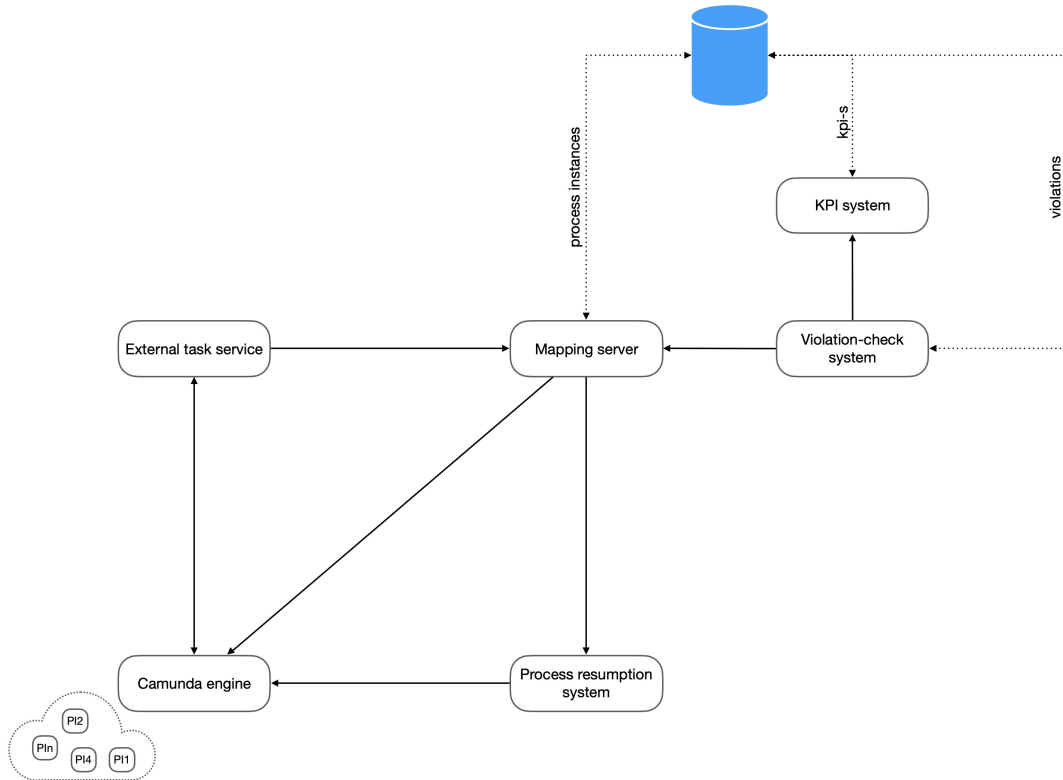 process instances
kpi-s
violations
KPI system
External task service
Mapping server
Violation-check
system
Camunda engine
Process resumption
system
PI2
PIn
PI4
PI1